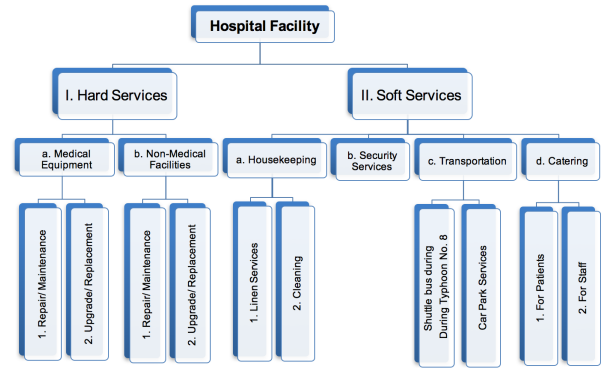 Hospital Facility
I. Hard Services
II. Soft Services
a. Medical
Equipment
b. Non-Medical
Facilities
a. Housekeeping
b. Security
Services
c. Transportation
d. Catering
1. Repair/ Maintenance
2. Upgrade/ Replacement
1. Repair/ Maintenance
2. Upgrade/ Replacement
1. Linen Services
2. Cleaning
Shuttle bus during
During Typhoon No. 8
Car Park Services
1. For Patients
2. For Staff